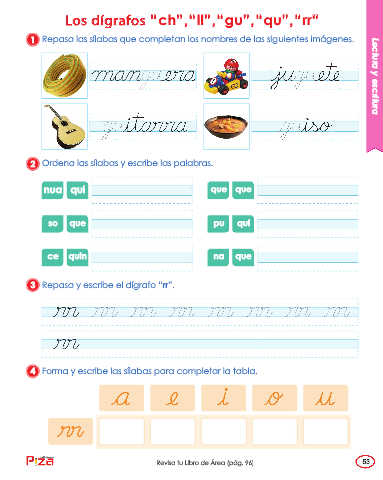 Los dígrafos "ch","ll","gu","qu","rr"
1 Repasa las sílabas que completan los nombres de las siguientes imágenes.
manguera juguete
guitarra guiso
2 Ordena las sílabas y escribe las palabras.
nua qui que que
so que pu qui
ce quin na que
3 Repasa y escribe el dígrafo "rr".
rr rr rr rr rr rr rr rr
rr
4 Forma y escribe las sílabas para completar la tabla.
a e i o u
rr
Piza
Revisa tu Libro de Área (pág. 96)
53
Lectura y escritura